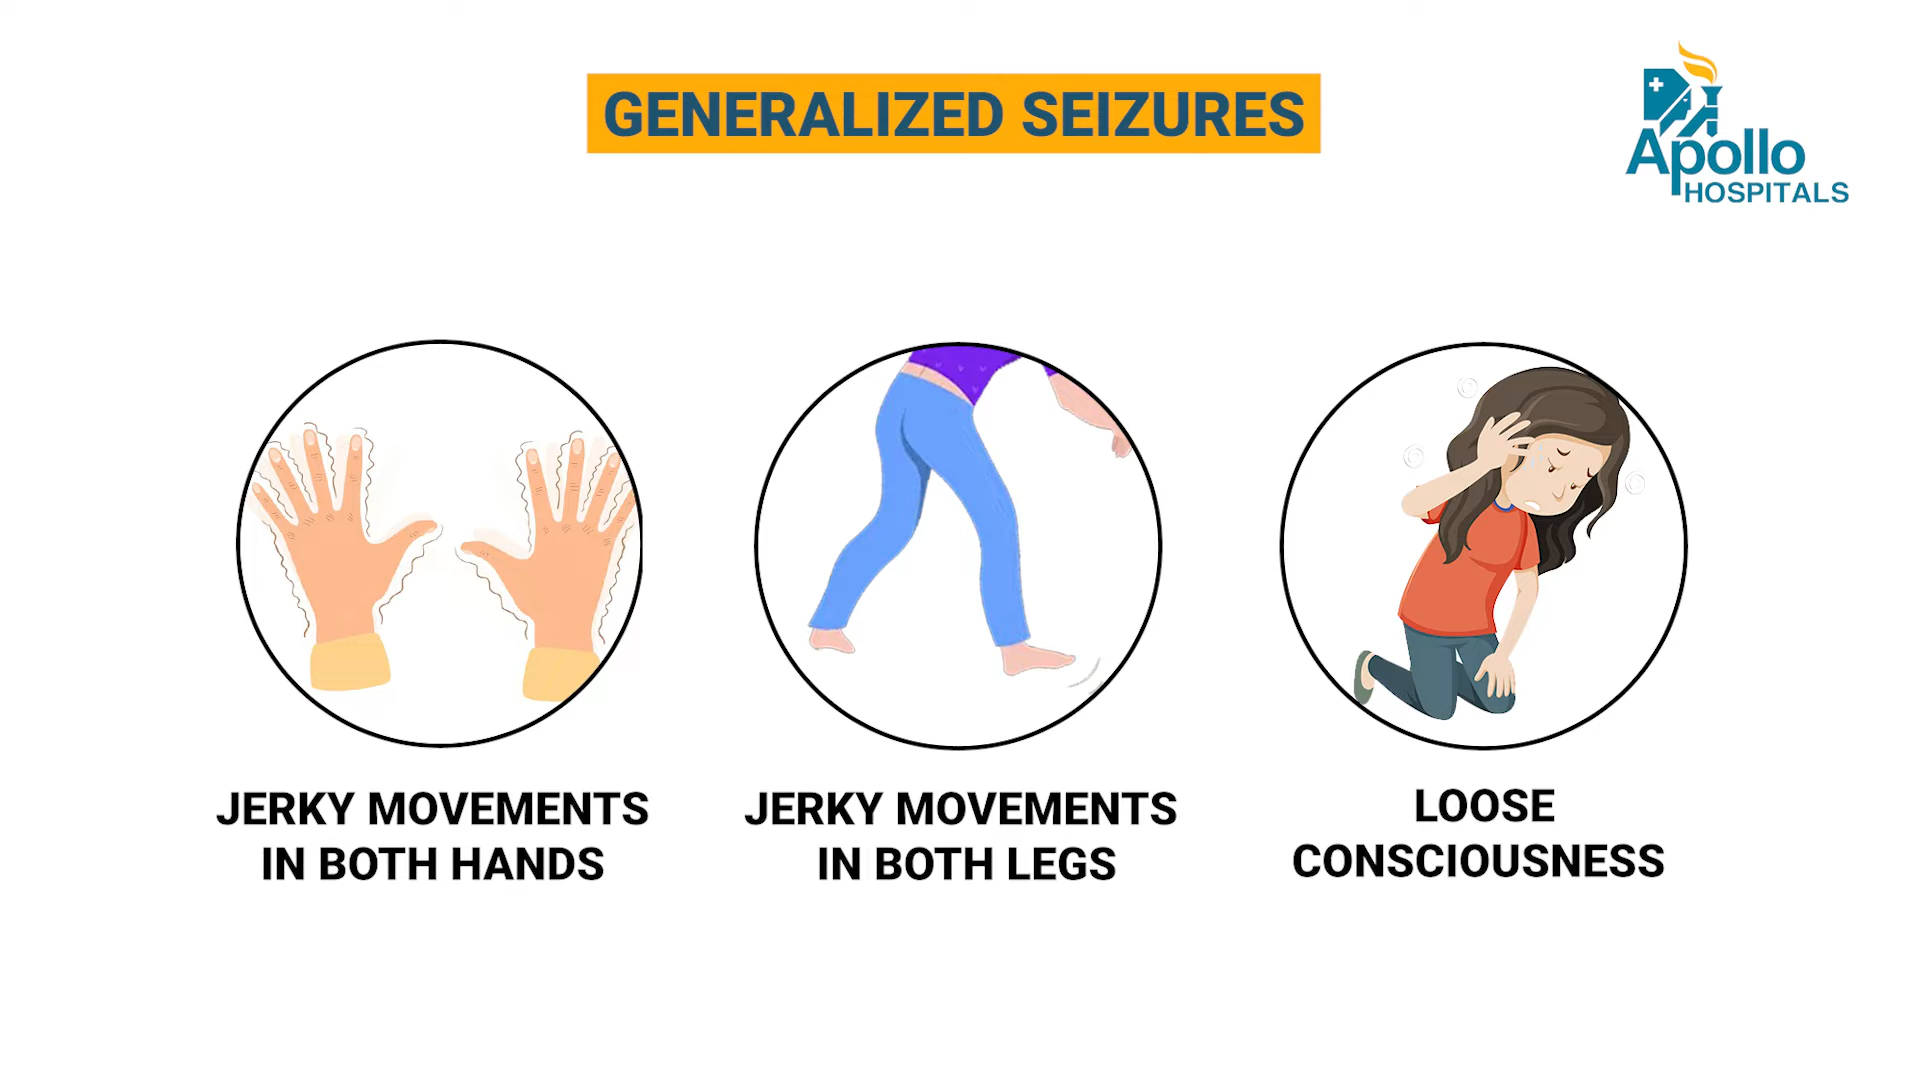 GENERALIZED SEIZURES
Apollo
HOSPITALS
JERKY MOVEMENTS
IN BOTH HANDS
JERKY MOVEMENTS
IN BOTH LEGS
LOOSE
CONSCIOUSNESS